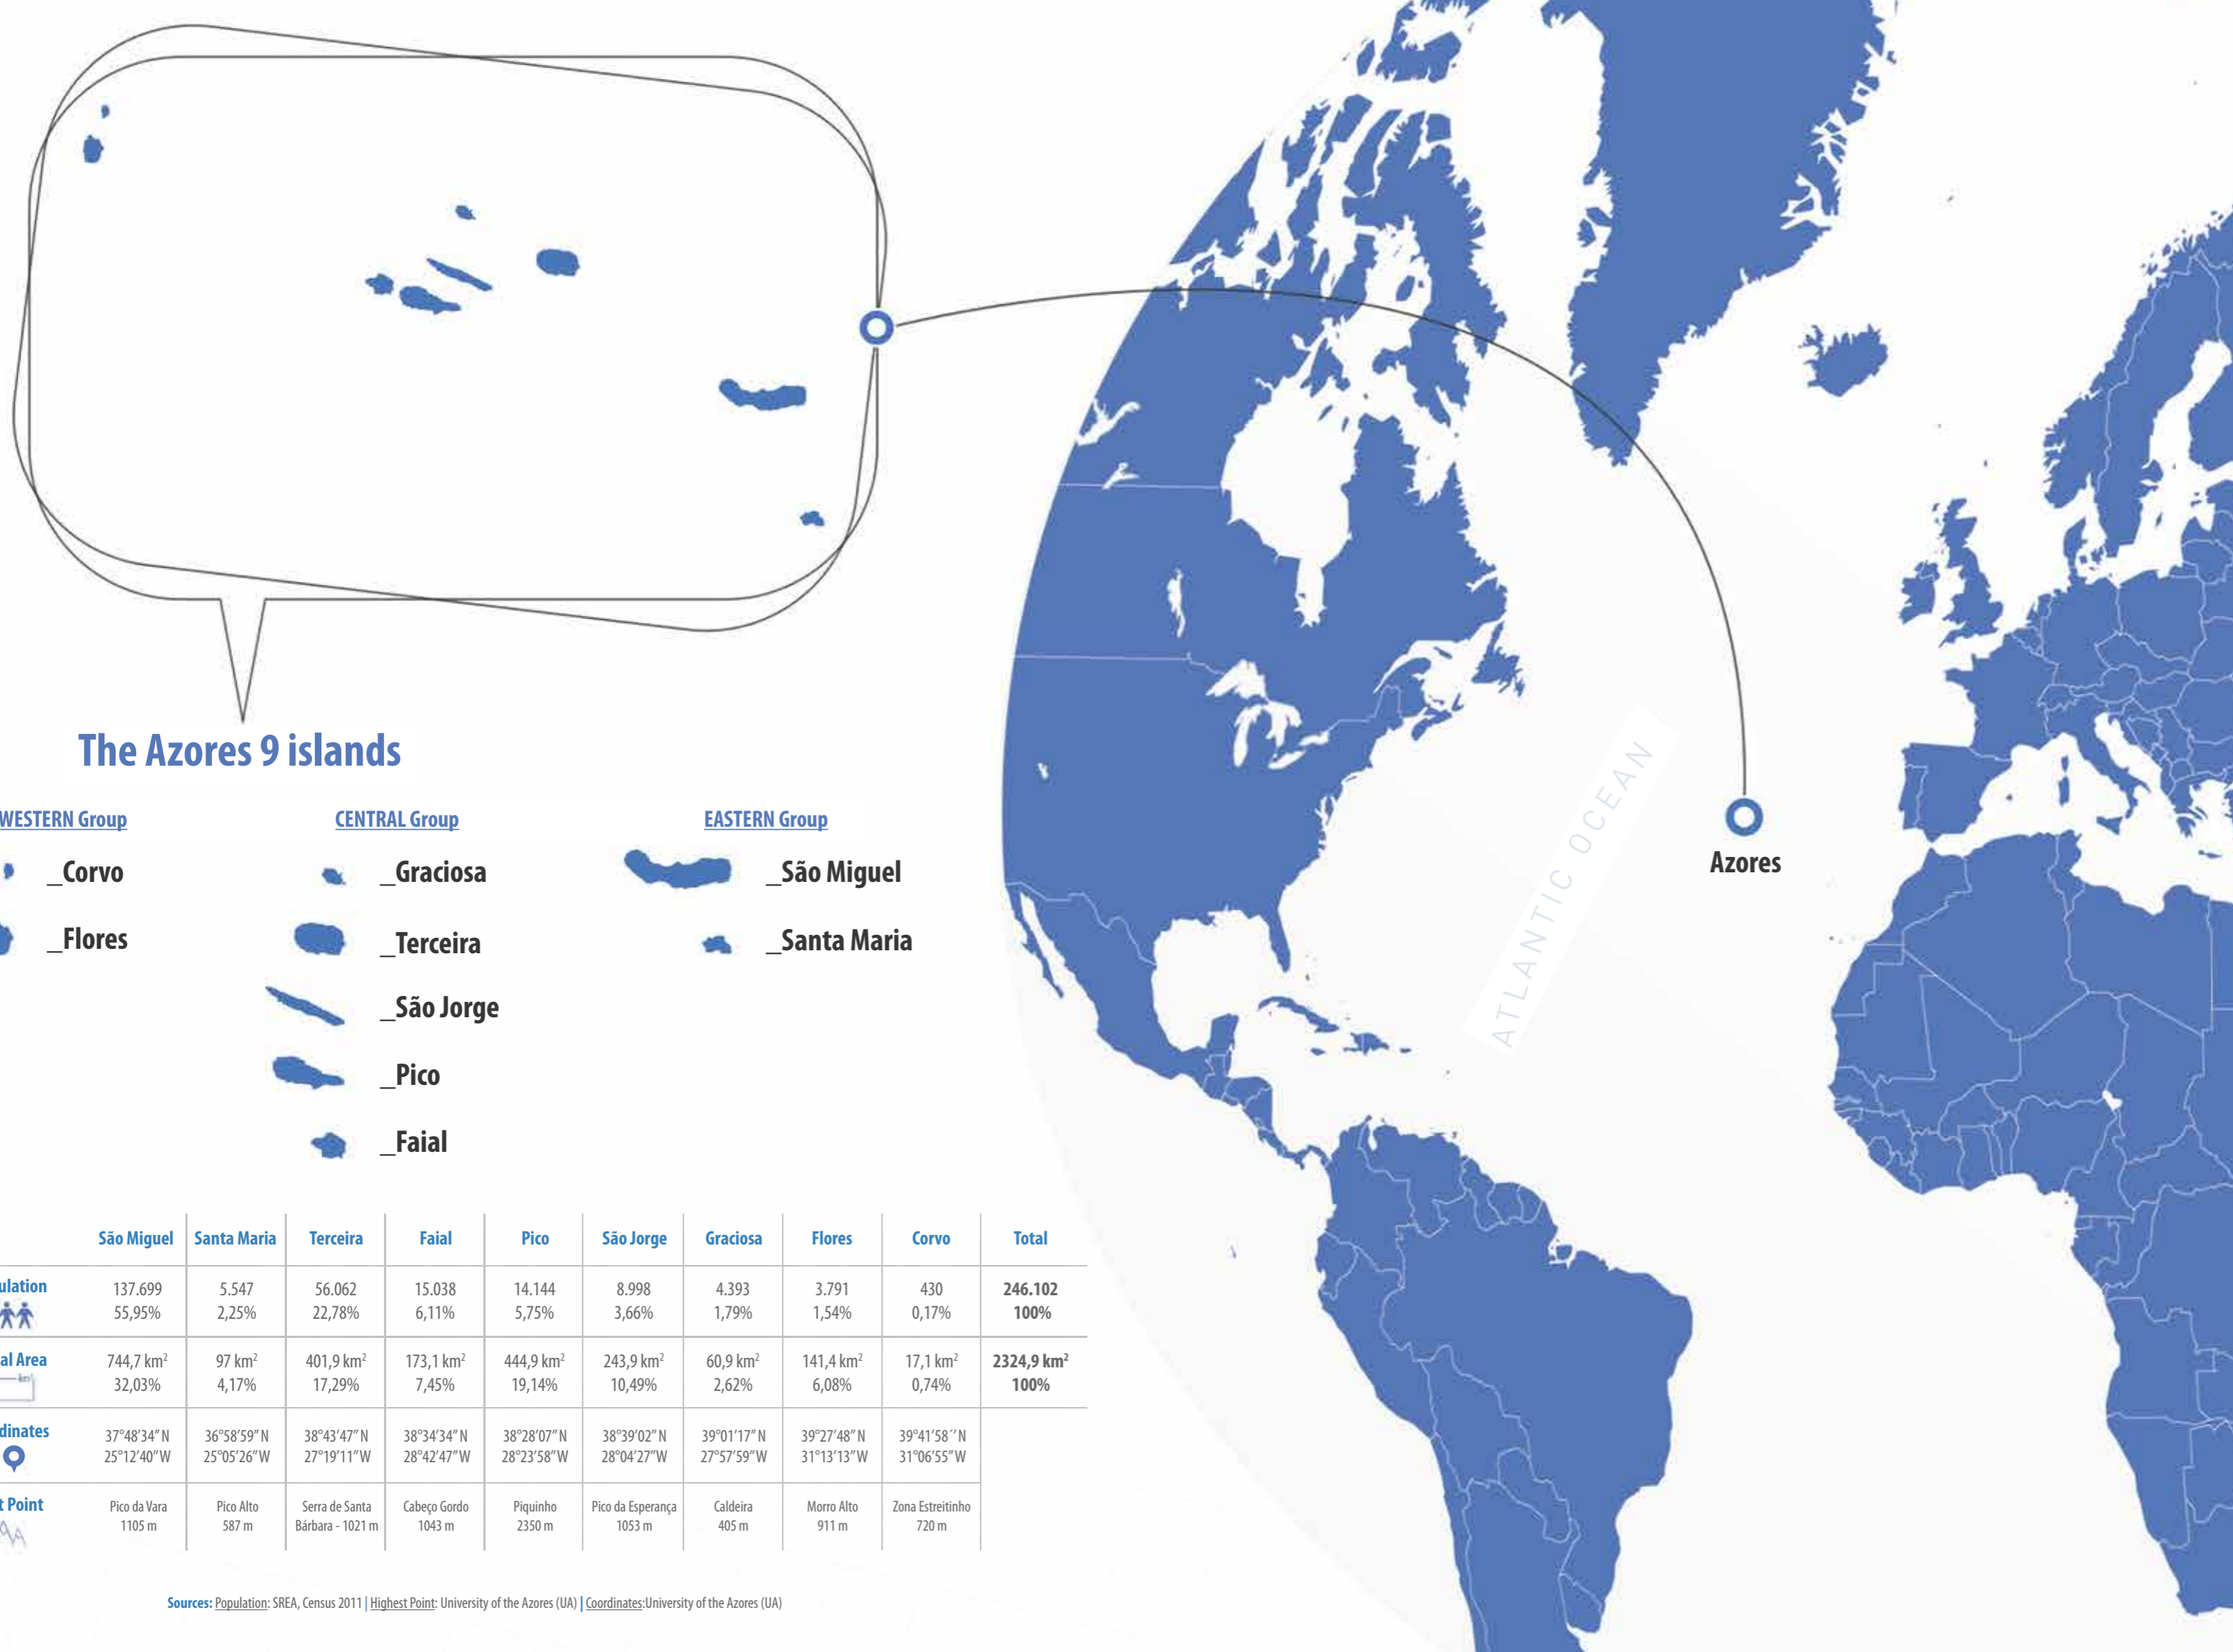 The Azores 9 islands
WESTERN Group
_Corvo
_Flores
CENTRAL Group
_Graciosa
_Terceira
_São Jorge
_Pico
_Faial
EASTERN Group
_São Miguel
_Santa Maria
ATLANTIC OCEAN
Azores
São Miguel Santa Maria Terceira Faial Pico São Jorge Graciosa Flores Corvo Total
ulation 137.699 5.547 56.062 15.038 14.144 8.998 4.393 3.791 430 246.102
55,95% 2,25% 22,78% 6,11% 5,75% 3,66% 1,79% 1,54% 0,17% 100%
al Area 744,7 km² 97 km² 401,9 km² 173,1 km² 444,9 km² 243,9 km² 60,9 km² 141,4 km² 17,1 km² 2324,9 km²
km² 32,03% 4,17% 17,29% 7,45% 19,14% 10,49% 2,62% 6,08% 0,74% 100%
dinates 37°48'34" N 36°58'59" N 38°43'47" N 38°34'34" N 38°28'07" N 38°39'02" N 39°01'17" N 39°27'48" N 39°41'58´´ N
25°12'40" W 25°05'26" W 27°19'11" W 28°42'47" W 28°23'58" W 28°04'27" W 27°57'59" W 31°13'13" W 31°06'55" W
t Point Pico da Vara Pico Alto Serra de Santa Cabeço Gordo Piquinho Pico da Esperança Caldeira Morro Alto Zona Estreitinho
1105 m 587 m Bárbara - 1021 m 1043 m 2350 m 1053 m 405 m 911 m 720 m
Sources: Population: SREA, Census 2011 | Highest Point: University of the Azores (UA) | Coordinates:University of the Azores (UA)